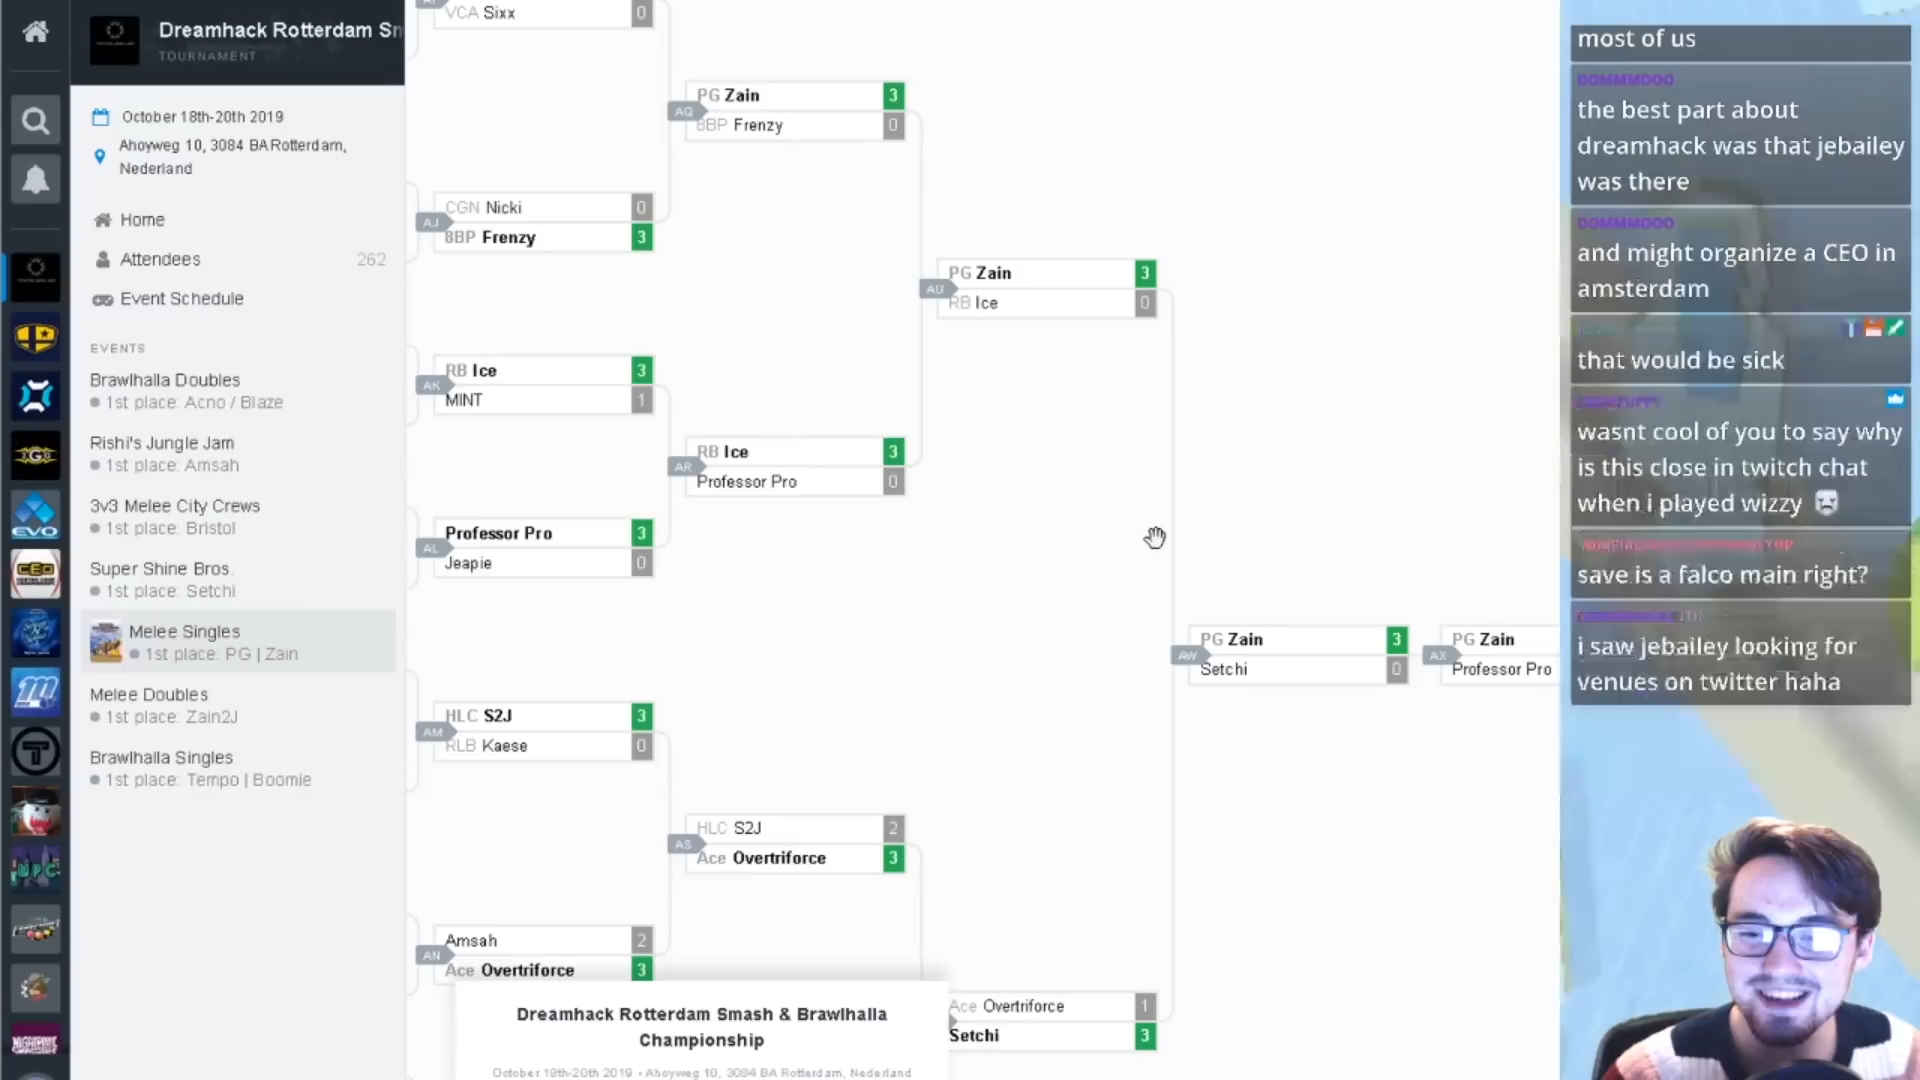 Dreamhack Rotterdam Sm
TOURNAMENT
October 18th-20th 2019
Ahoyweg 10, 3084 BA Rotterdam,
Nederland
Home
Attendees 262
Event Schedule
EVENTS
Brawlhalla Doubles
1st place: Acno / Blaze
Rishi's Jungle Jam
1st place: Amsah
3v3 Melee City Crews
1st place: Bristol
Super Shine Bros.
1st place: Setchi
Melee Singles
1st place: PG | Zain
Melee Doubles
1st place: Zain2J
Brawlhalla Singles
1st place: Tempo | Boomie
EVO
CEO
NPC
VCA Sixx 0
AJ
CGN Nicki 0
8BP Frenzy 3
AK
RB Ice 3
MINT 1
AL
Professor Pro 3
Jeapie 0
AM
HLC S2J 3
RLB Kaese 0
AN
Amsah 2
Ace Overtriforce 3
AQ
PG Zain 3
8BP Frenzy 0
AR
RB Ice 3
Professor Pro 0
AS
HLC S2J 2
Ace Overtriforce 3
AU
PG Zain 3
RB Ice 0
Ace Overtriforce 1
Setchi 3
AW
PG Zain 3
Setchi 0
AX
PG Zain
Professor Pro
Dreamhack Rotterdam Smash & Brawlhalla
Championship
October 18th-20th 2019 • Ahoyweg 10, 3084 BA Rotterdam, Nederland
most of us
DOMMMOOO
the best part about
dreamhack was that jebailey
was there
DOMMMOOO
and might organize a CEO in
amsterdam
that would be sick
wasnt cool of you to say why
is this close in twitch chat
when i played wizzy
save is a falco main right?
i saw jebailey looking for
venues on twitter haha